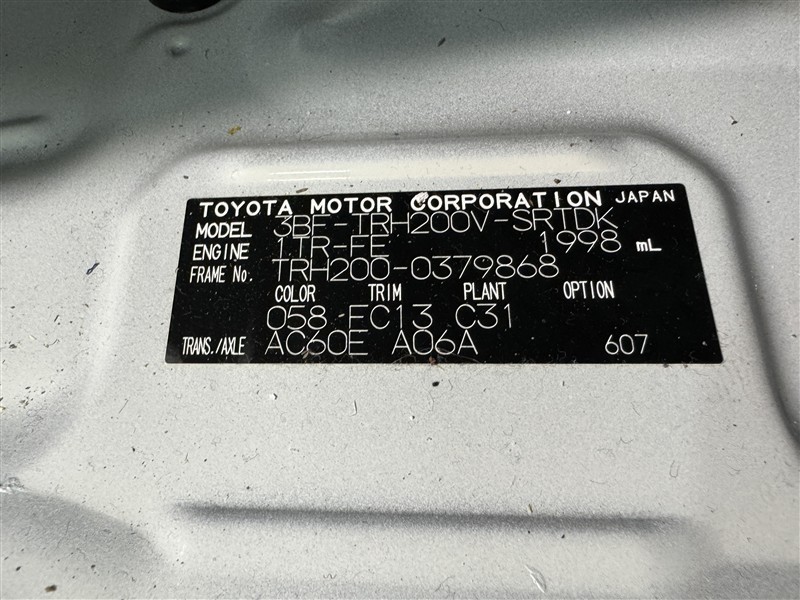 TOYOTA MOTOR CORPORATION JAPAN
MODEL 3BF-TRH200V-SRTDK
ENGINE 1TR-FE 1998 mL
FRAME No. TRH200-0379868
COLOR TRIM PLANT OPTION
058 FC13 C31
TRANS./AXLE AC60E A06A 607